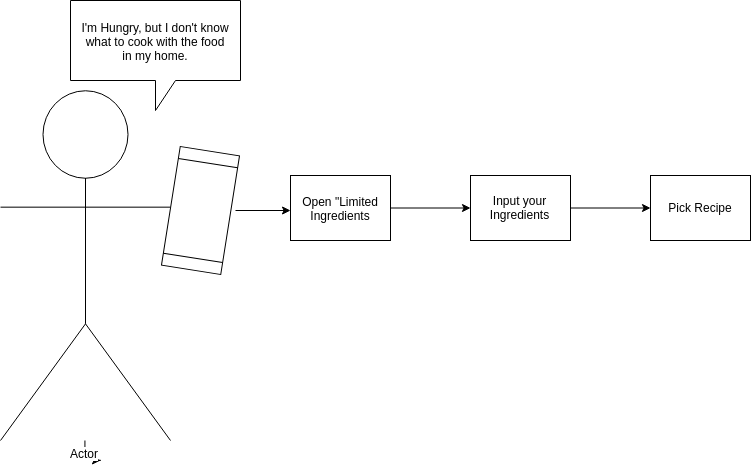 I'm Hungry, but I don't know
what to cook with the food
in my home.
Open "Limited
Ingredients
Input your
Ingredients
Pick Recipe
Actor